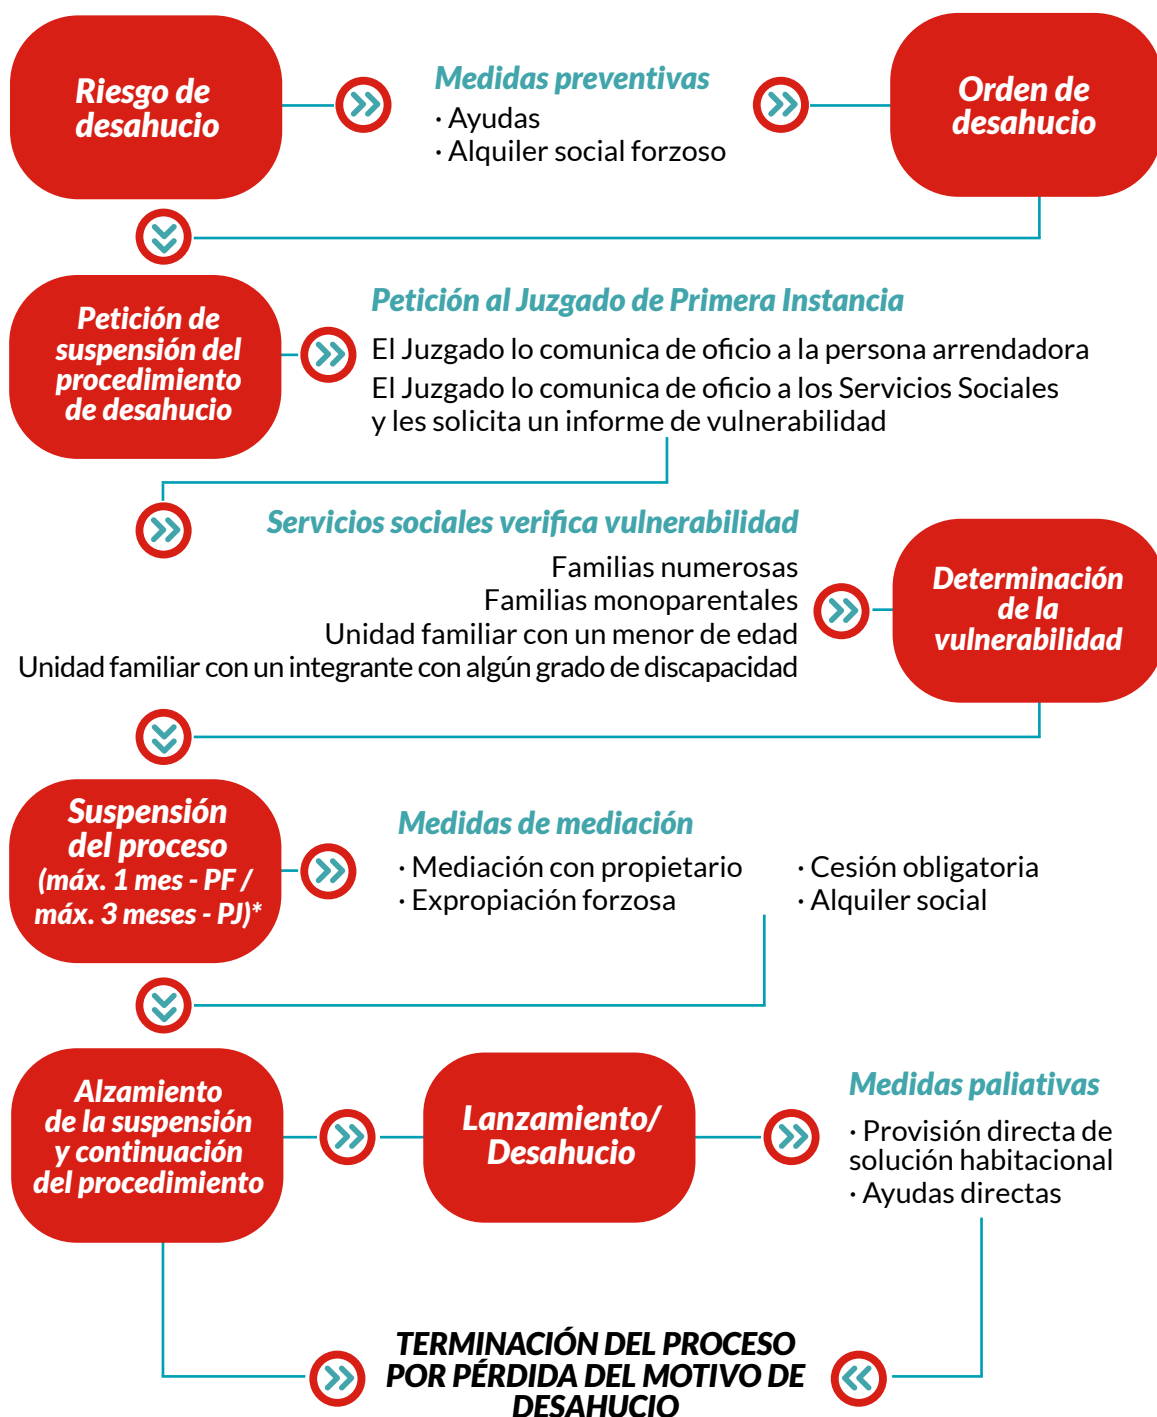 Riesgo de
desahucio
Medidas preventivas
· Ayudas
· Alquiler social forzoso
Orden de
desahucio
Petición de
suspensión del
procedimiento
de desahucio
Petición al Juzgado de Primera Instancia
El Juzgado lo comunica de oficio a la persona arrendadora
El Juzgado lo comunica de oficio a los Servicios Sociales
y les solicita un informe de vulnerabilidad
Servicios sociales verifica vulnerabilidad
Familias numerosas
Familias monoparentales
Unidad familiar con un menor de edad
Unidad familiar con un integrante con algún grado de discapacidad
Determinación
de la
vulnerabilidad
Suspensión
del proceso
(máx. 1 mes - PF /
máx. 3 meses - PJ)*
Medidas de mediación
· Mediación con propietario
· Expropiación forzosa
· Cesión obligatoria
· Alquiler social
Alzamiento
de la suspensión
y continuación
del procedimiento
Lanzamiento/
Desahucio
Medidas paliativas
· Provisión directa de
solución habitacional
· Ayudas directas
TERMINACIÓN DEL PROCESO
POR PÉRDIDA DEL MOTIVO DE
DESAHUCIO